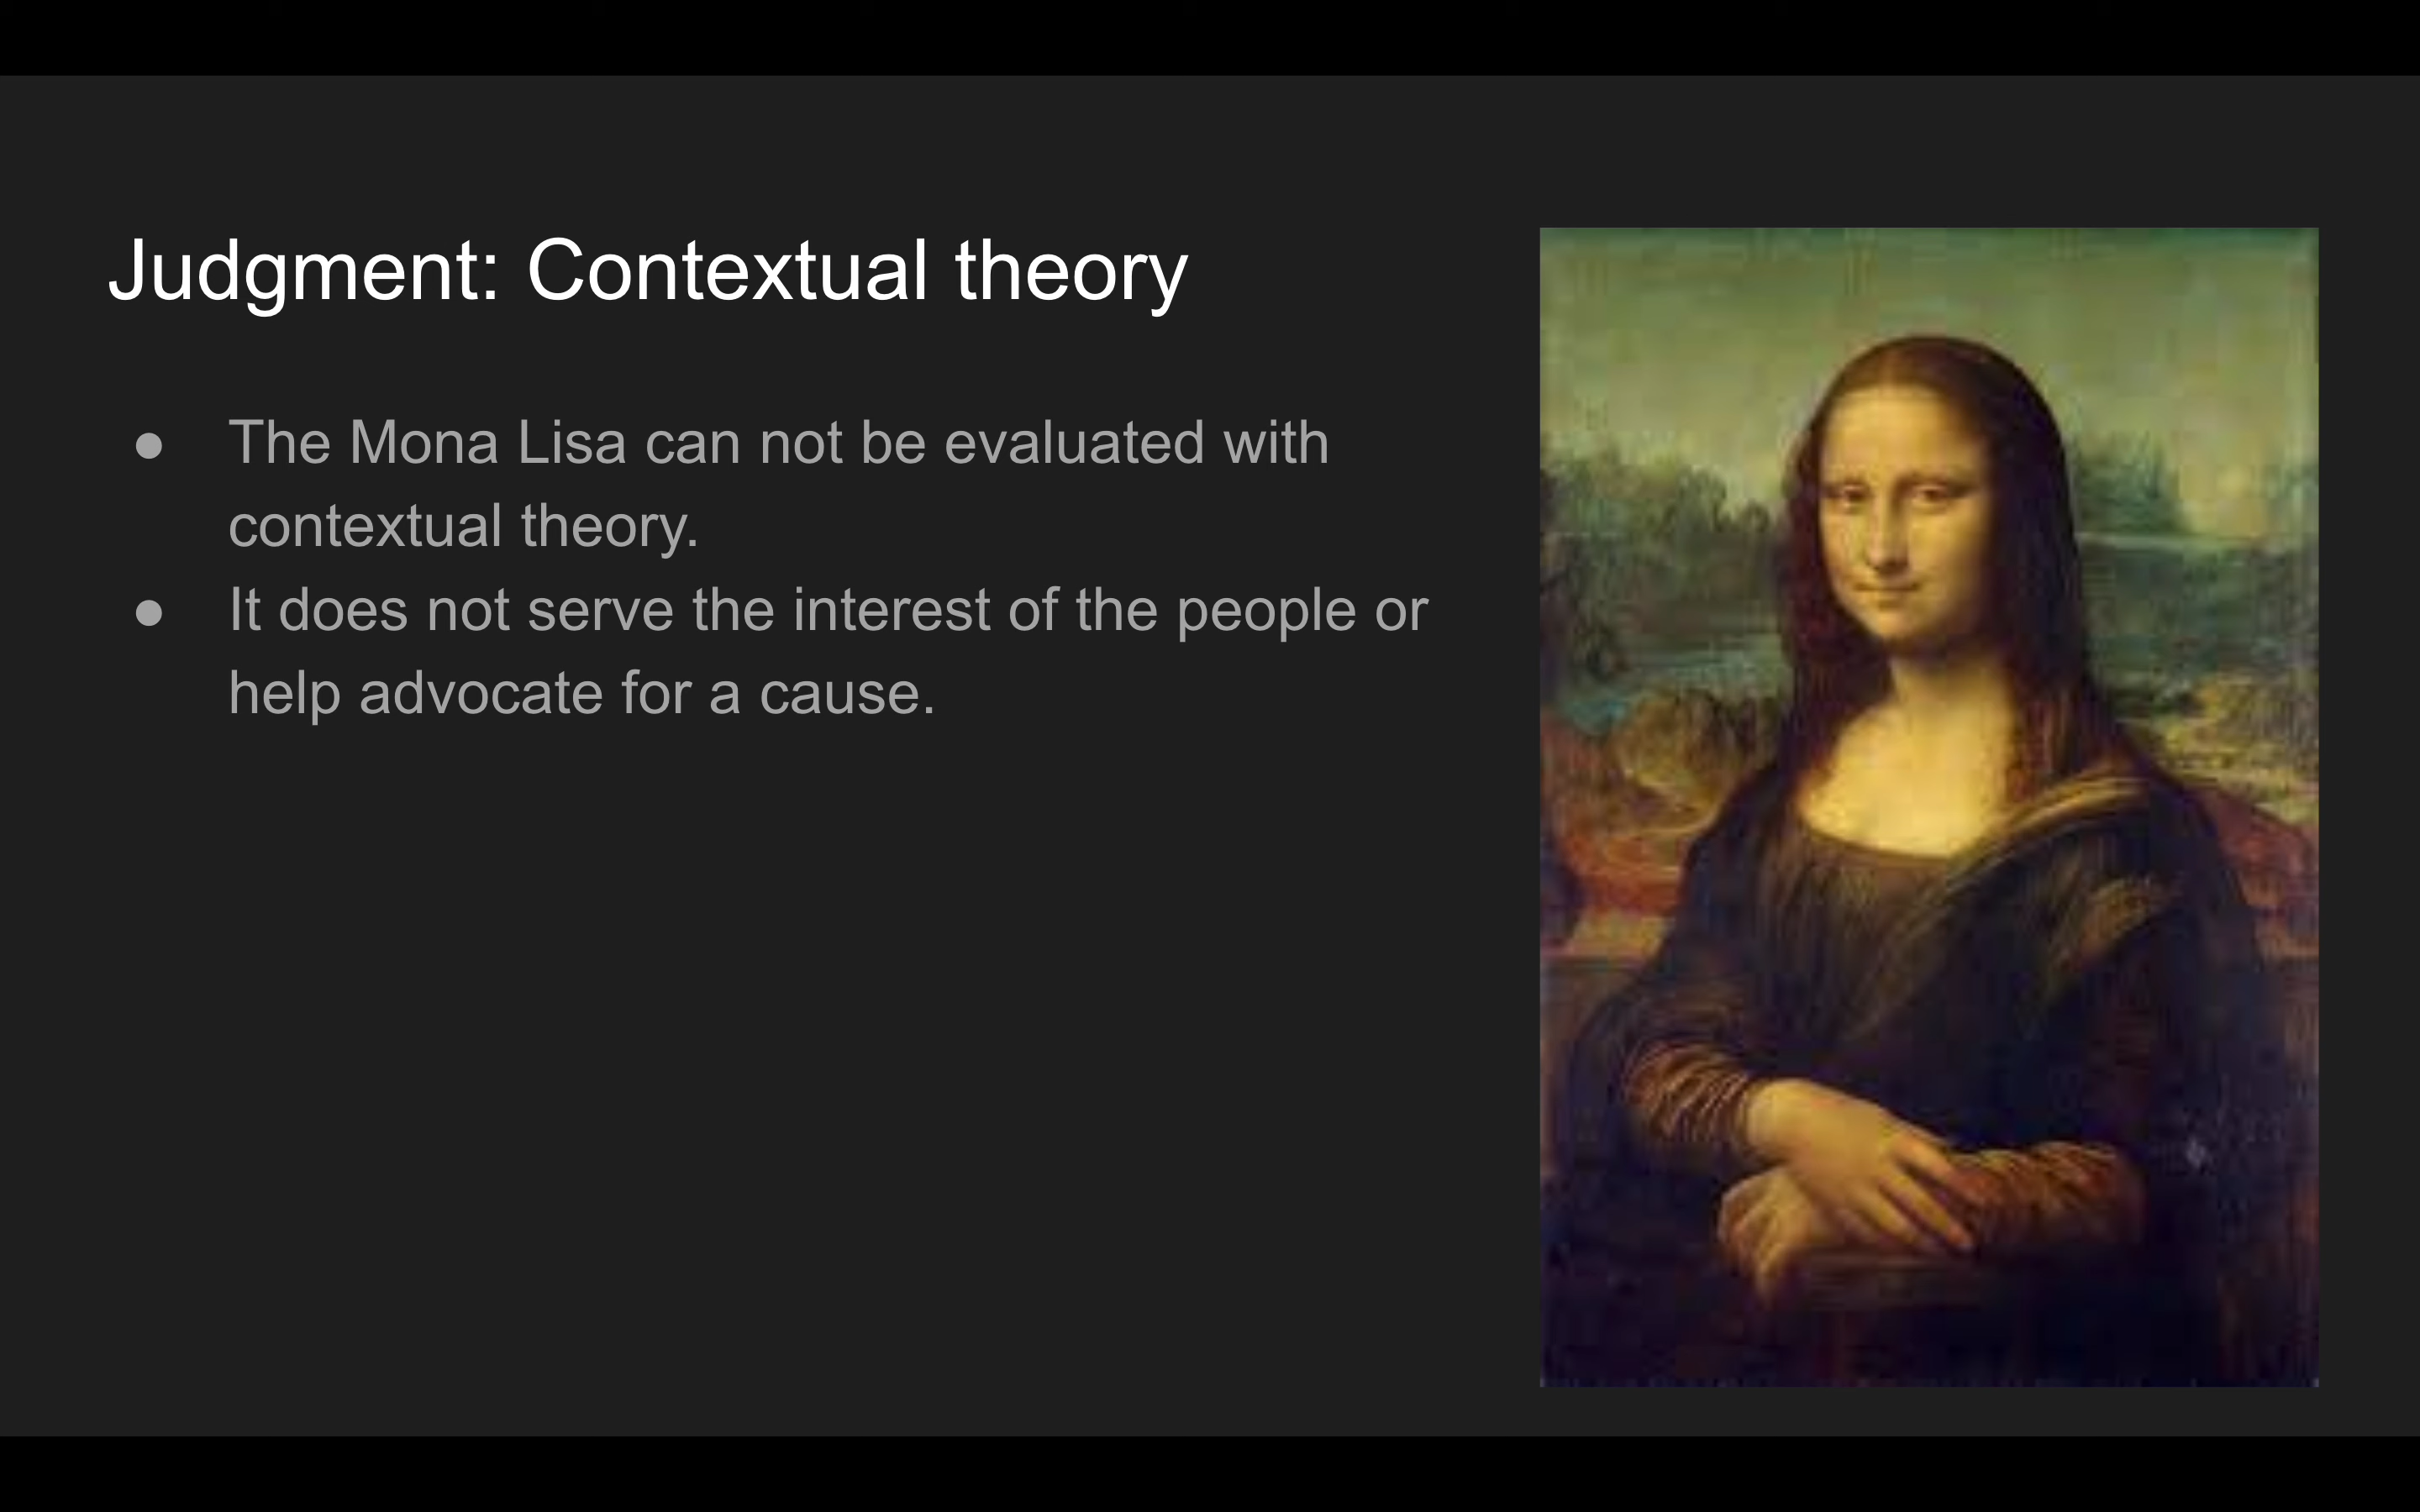 Judgment: Contextual theory
● The Mona Lisa can not be evaluated with
contextual theory.
● It does not serve the interest of the people or
help advocate for a cause.